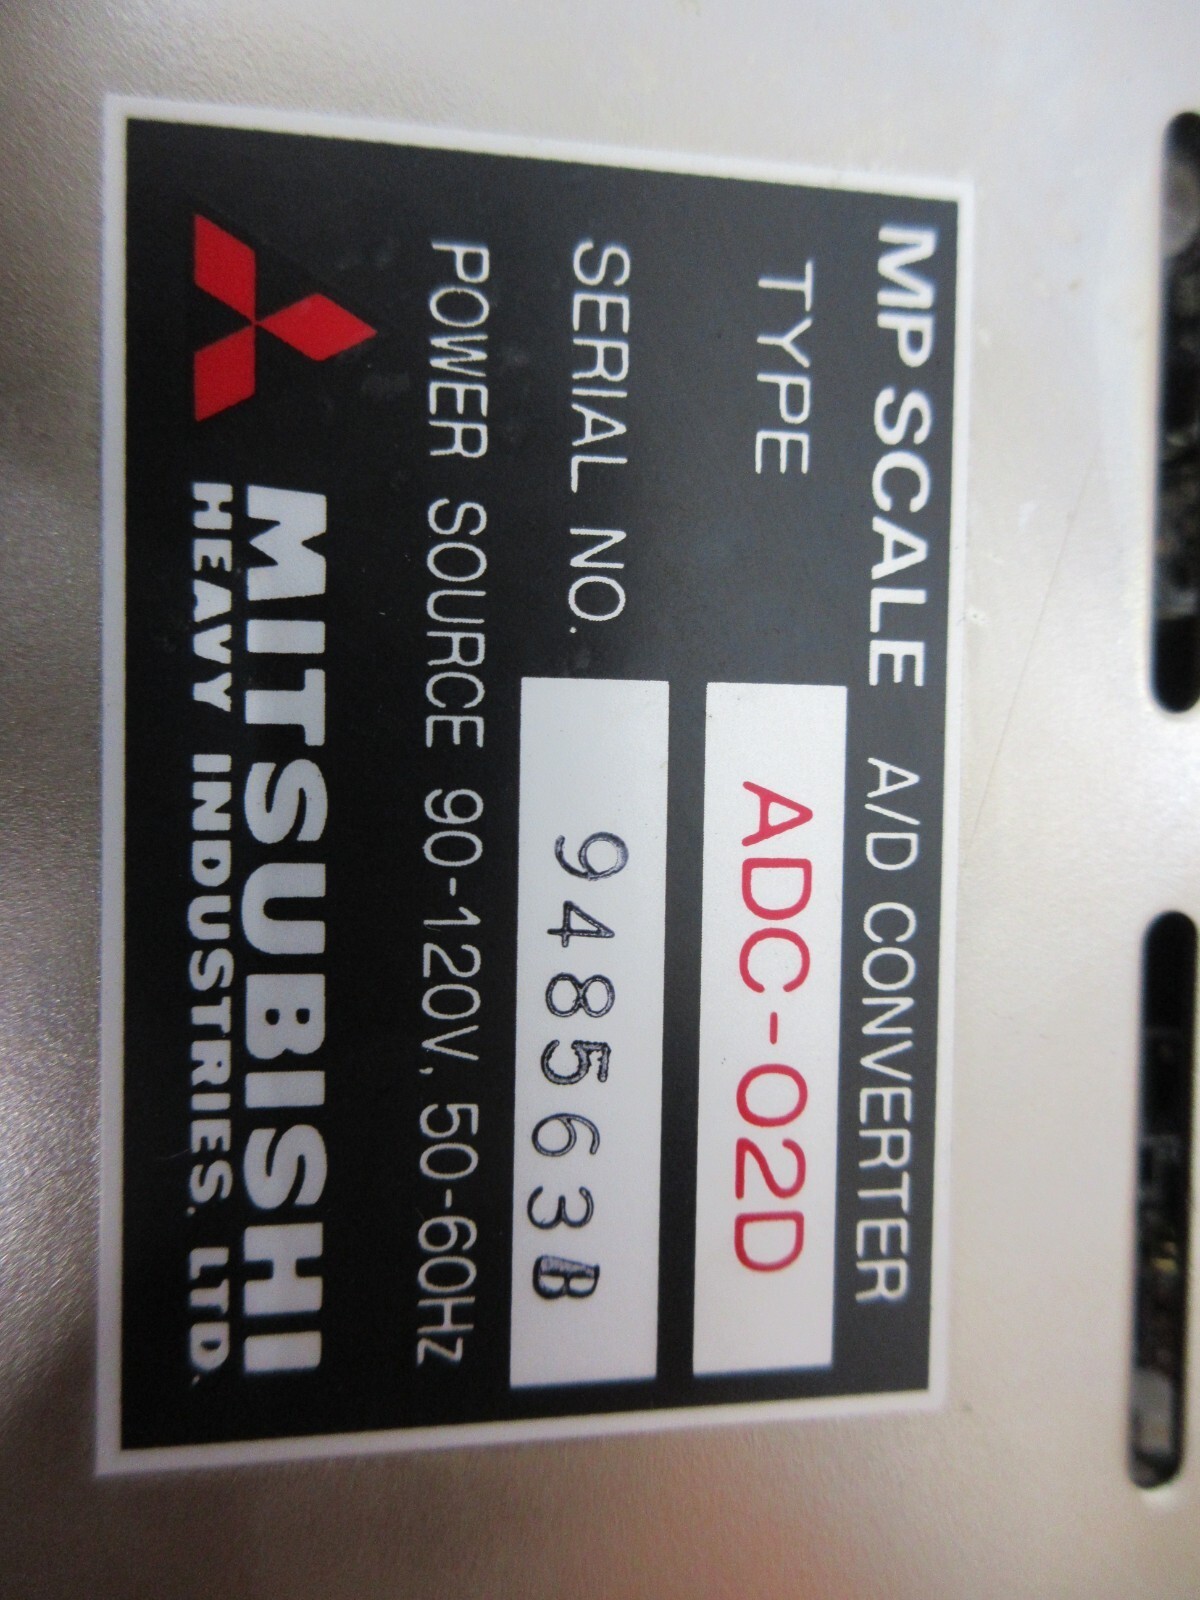 MP SCALE A/D CONVERTER
TYPE ADC-02D
SERIAL NO. 948563B
POWER SOURCE 90-120V, 50-60Hz
MITSUBISHI
HEAVY INDUSTRIES. LTD.